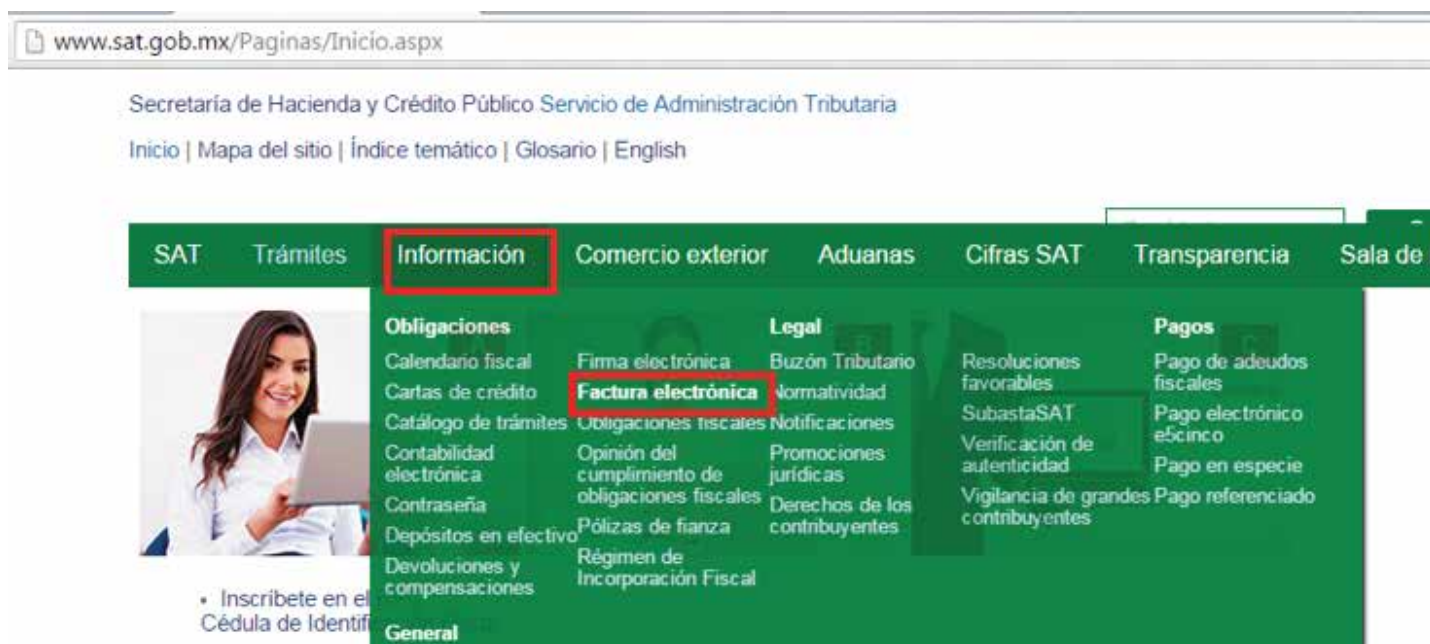 www.sat.gob.mx/Paginas/Inicio.aspx
Secretaría de Hacienda y Crédito Público Servicio de Administración Tributaria
Inicio | Mapa del sitio | Índice temático | Glosario | English
SAT Trámites Información Comercio exterior Aduanas Cifras SAT Transparencia Sala de
Obligaciones
Calendario fiscal
Cartas de crédito
Catálogo de trámites
Contabilidad
electrónica
Contraseña
Depósitos en efectivo
Devoluciones y
compensaciones
General
Firma electrónica
Factura electrónica
Obligaciones fiscales
Opinión del
cumplimiento de
obligaciones fiscales
Pólizas de fianza
Régimen de
Incorporación Fiscal
Legal
Buzón Tributario
Normatividad
Notificaciones
Promociones
jurídicas
Derechos de los
contribuyentes
Resoluciones
favorables
SubastaSAT
Verificación de
autenticidad
Vigilancia de grandes
contribuyentes
Pagos
Pago de adeudos
fiscales
Pago electrónico
e5cinco
Pago en especie
Pago referenciado
A
B
C
• Inscríbete en el
Cédula de Identifi